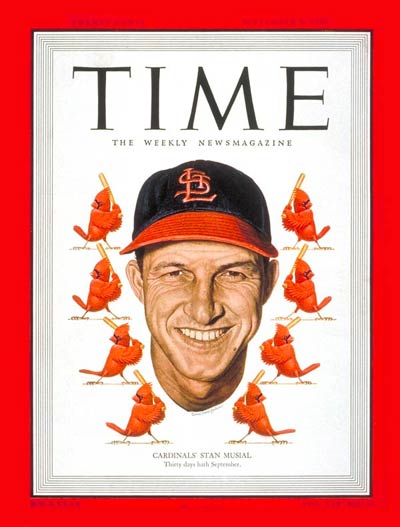 TIME
THE WEEKLY NEWSMAGAZINE
StL
CARDINALS' STAN MUSIAL
Thirty days hath September.